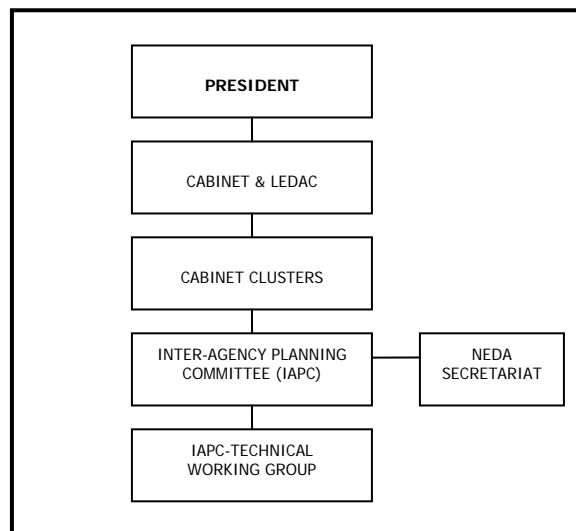 PRESIDENT
CABINET & LEDAC
CABINET CLUSTERS
INTER-AGENCY PLANNING
COMMITTEE (IAPC)
NEDA
SECRETARIAT
IAPC-TECHNICAL
WORKING GROUP